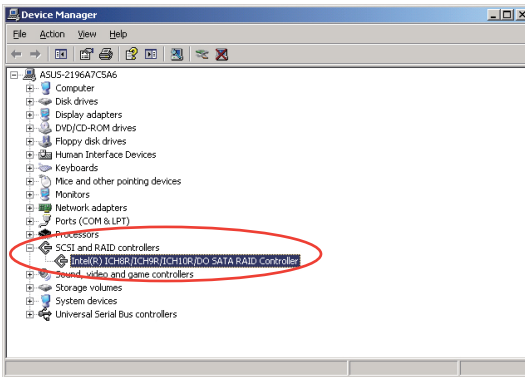 Device Manager
File Action View Help
ASUS-2196A7C5A6
Computer
Disk drives
Display adapters
DVD/CD-ROM drives
Floppy disk drives
Human Interface Devices
Keyboards
Mice and other pointing devices
Monitors
Network adapters
Ports (COM & LPT)
Processors
SCSI and RAID controllers
Intel(R) ICH8R/ICH9R/ICH10R/DO SATA RAID Controller
Sound, video and game controllers
Storage volumes
System devices
Universal Serial Bus controllers